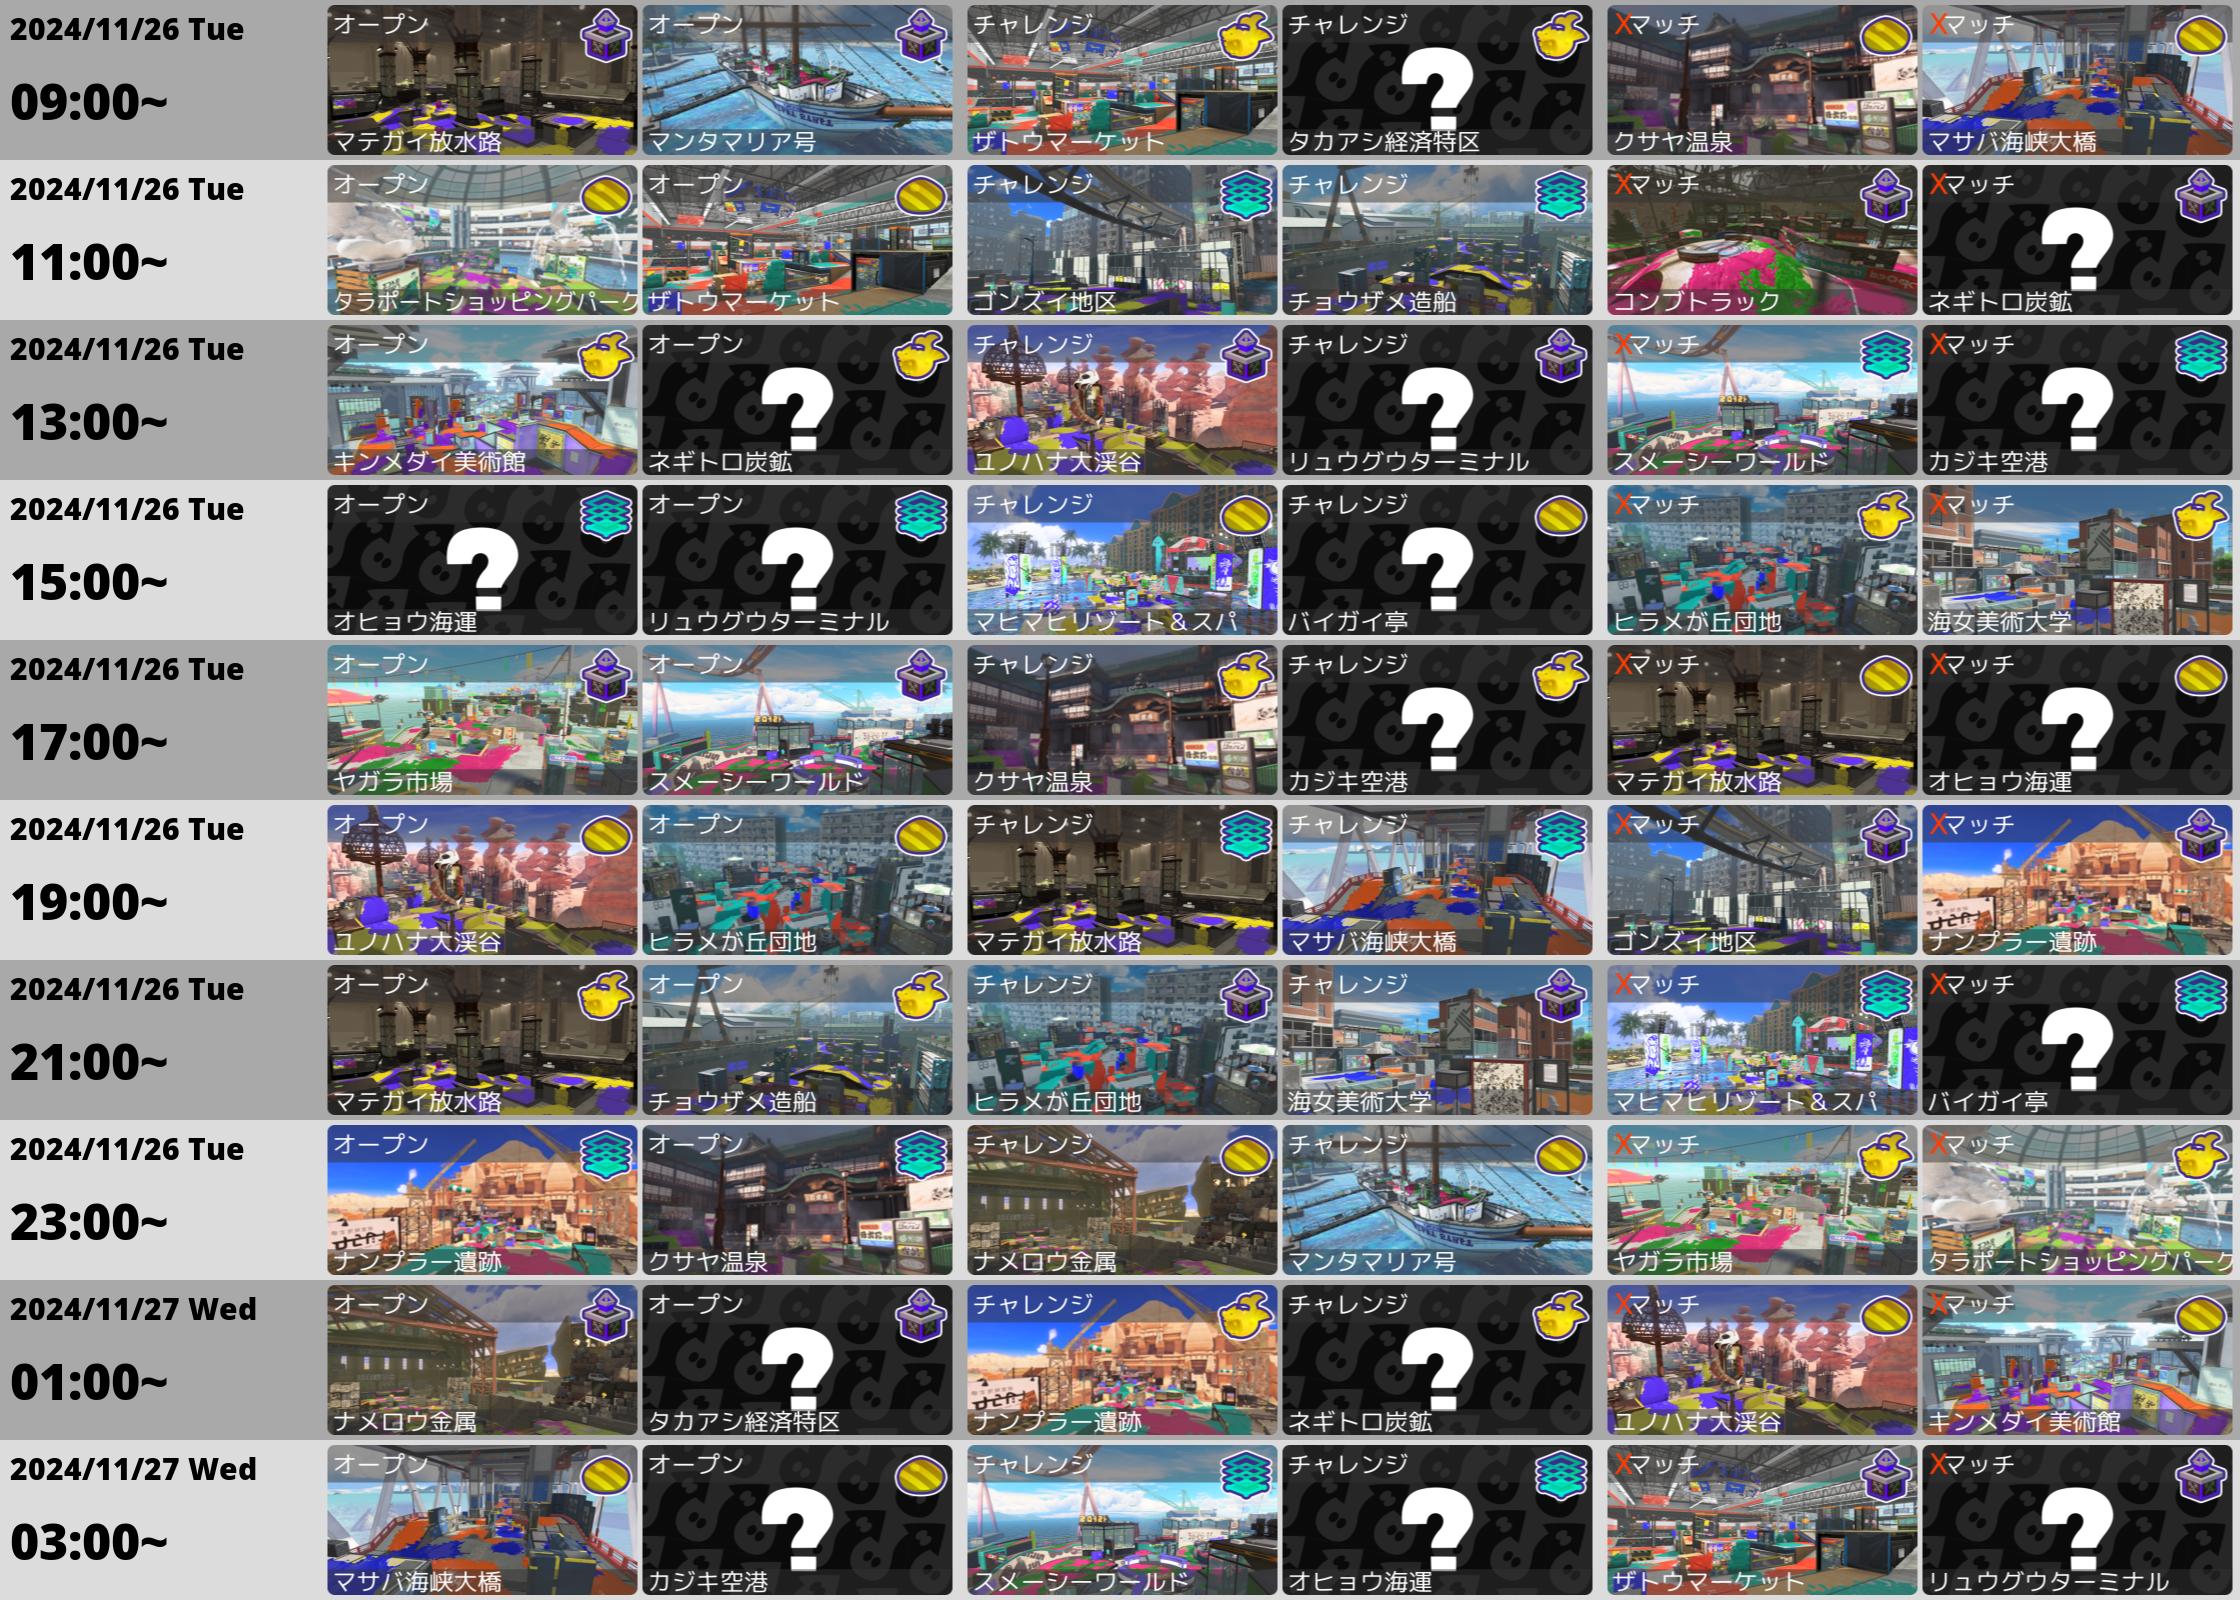 2024/11/26 Tue
09:00~
オープン
マテガイ放水路
オープン
マンタマリア号
チャレンジ
ザトウマーケット
チャレンジ
タカアシ経済特区
Xマッチ
クサヤ温泉
Xマッチ
マサバ海峡大橋
2024/11/26 Tue
11:00~
オープン
タラポートショッピングパーク
オープン
ザトウマーケット
チャレンジ
ゴンズイ地区
チャレンジ
チョウザメ造船
Xマッチ
コンブトラック
Xマッチ
ネギトロ炭鉱
2024/11/26 Tue
13:00~
オープン
キンメダイ美術館
オープン
ネギトロ炭鉱
チャレンジ
ユノハナ大渓谷
チャレンジ
リュウグウターミナル
Xマッチ
スメーシーワールド
Xマッチ
カジキ空港
2024/11/26 Tue
15:00~
オープン
オヒョウ海運
オープン
リュウグウターミナル
チャレンジ
マヒマヒリゾート＆スパ
チャレンジ
バイガイ亭
Xマッチ
ヒラメが丘団地
Xマッチ
海女美術大学
2024/11/26 Tue
17:00~
オープン
ヤガラ市場
オープン
スメーシーワールド
チャレンジ
クサヤ温泉
チャレンジ
カジキ空港
Xマッチ
マテガイ放水路
Xマッチ
オヒョウ海運
2024/11/26 Tue
19:00~
オープン
ユノハナ大渓谷
オープン
ヒラメが丘団地
チャレンジ
マテガイ放水路
チャレンジ
マサバ海峡大橋
Xマッチ
ゴンズイ地区
Xマッチ
ナンプラー遺跡
2024/11/26 Tue
21:00~
オープン
マテガイ放水路
オープン
チョウザメ造船
チャレンジ
ヒラメが丘団地
チャレンジ
海女美術大学
Xマッチ
マヒマヒリゾート＆スパ
Xマッチ
バイガイ亭
2024/11/26 Tue
23:00~
オープン
ナンプラー遺跡
オープン
クサヤ温泉
チャレンジ
ナメロウ金属
チャレンジ
マンタマリア号
Xマッチ
ヤガラ市場
Xマッチ
タラポートショッピングパーク
2024/11/27 Wed
01:00~
オープン
ナメロウ金属
オープン
タカアシ経済特区
チャレンジ
ナンプラー遺跡
チャレンジ
ネギトロ炭鉱
Xマッチ
ユノハナ大渓谷
Xマッチ
キンメダイ美術館
2024/11/27 Wed
03:00~
オープン
マサバ海峡大橋
オープン
カジキ空港
チャレンジ
スメーシーワールド
チャレンジ
オヒョウ海運
Xマッチ
ザトウマーケット
Xマッチ
リュウグウターミナル